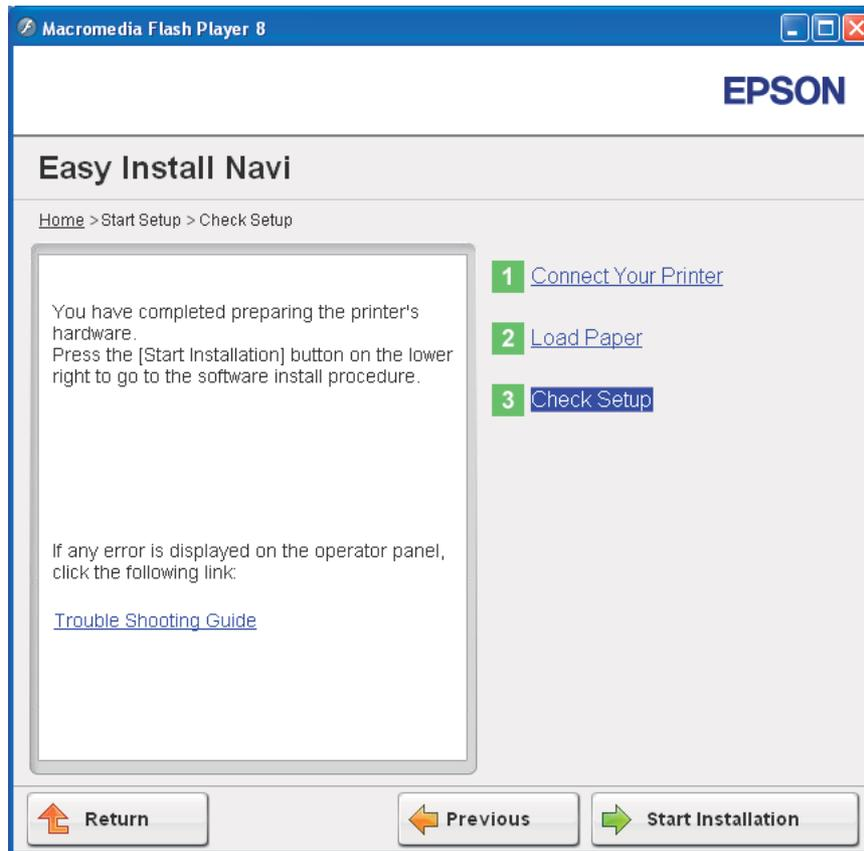 Macromedia Flash Player 8
EPSON
Easy Install Navi
Home > Start Setup > Check Setup
You have completed preparing the printer's
hardware.
Press the [Start Installation] button on the lower
right to go to the software install procedure.
If any error is displayed on the operator panel,
click the following link:
Trouble Shooting Guide
1 Connect Your Printer
2 Load Paper
3 Check Setup
Return
Previous
Start Installation